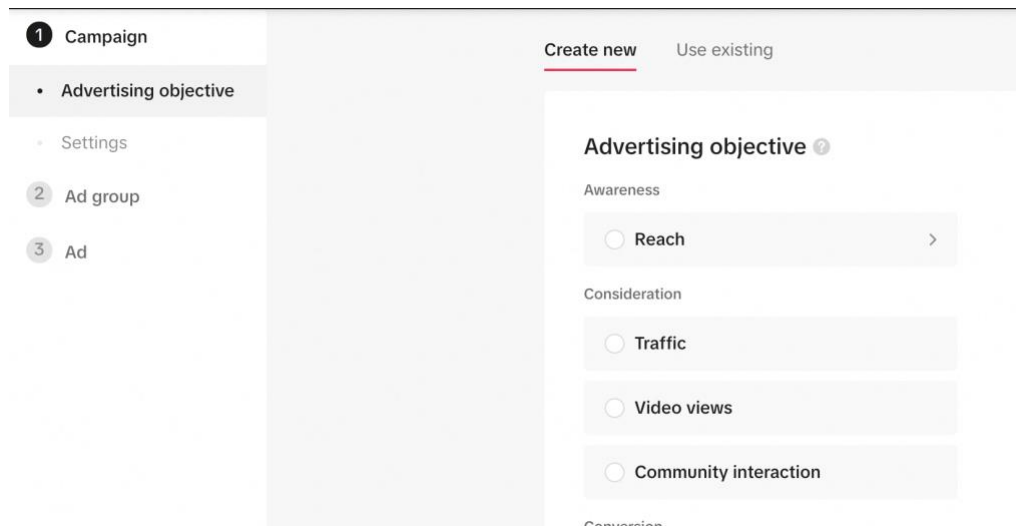 1 Campaign
• Advertising objective
• Settings
2 Ad group
3 Ad
Create new Use existing
Advertising objective ?
Awareness
Reach >
Consideration
Traffic
Video views
Community interaction
Conversion